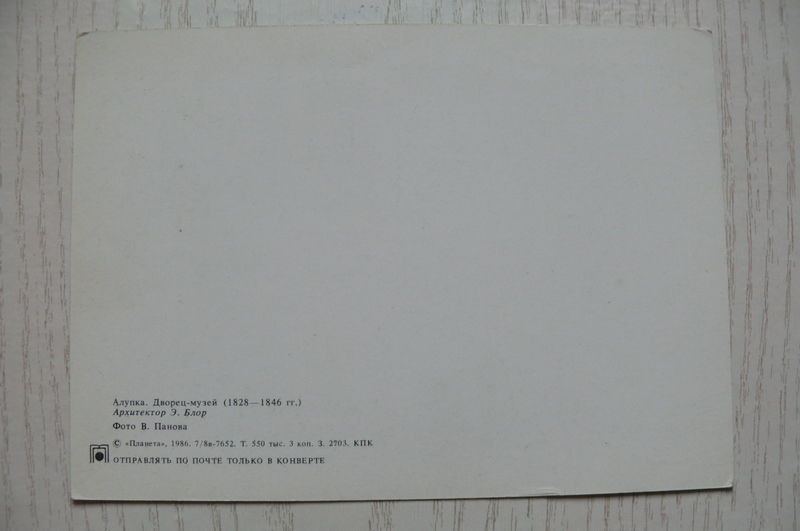 Алупка. Дворец-музей (1828—1846 гг.)
Архитектор Э. Блор
Фото В. Панова
© «Планета», 1986. 7/8в-7652. Т. 550 тыс. 3 коп. З. 2703. КПК
ОТПРАВЛЯТЬ ПО ПОЧТЕ ТОЛЬКО В КОНВЕРТЕ